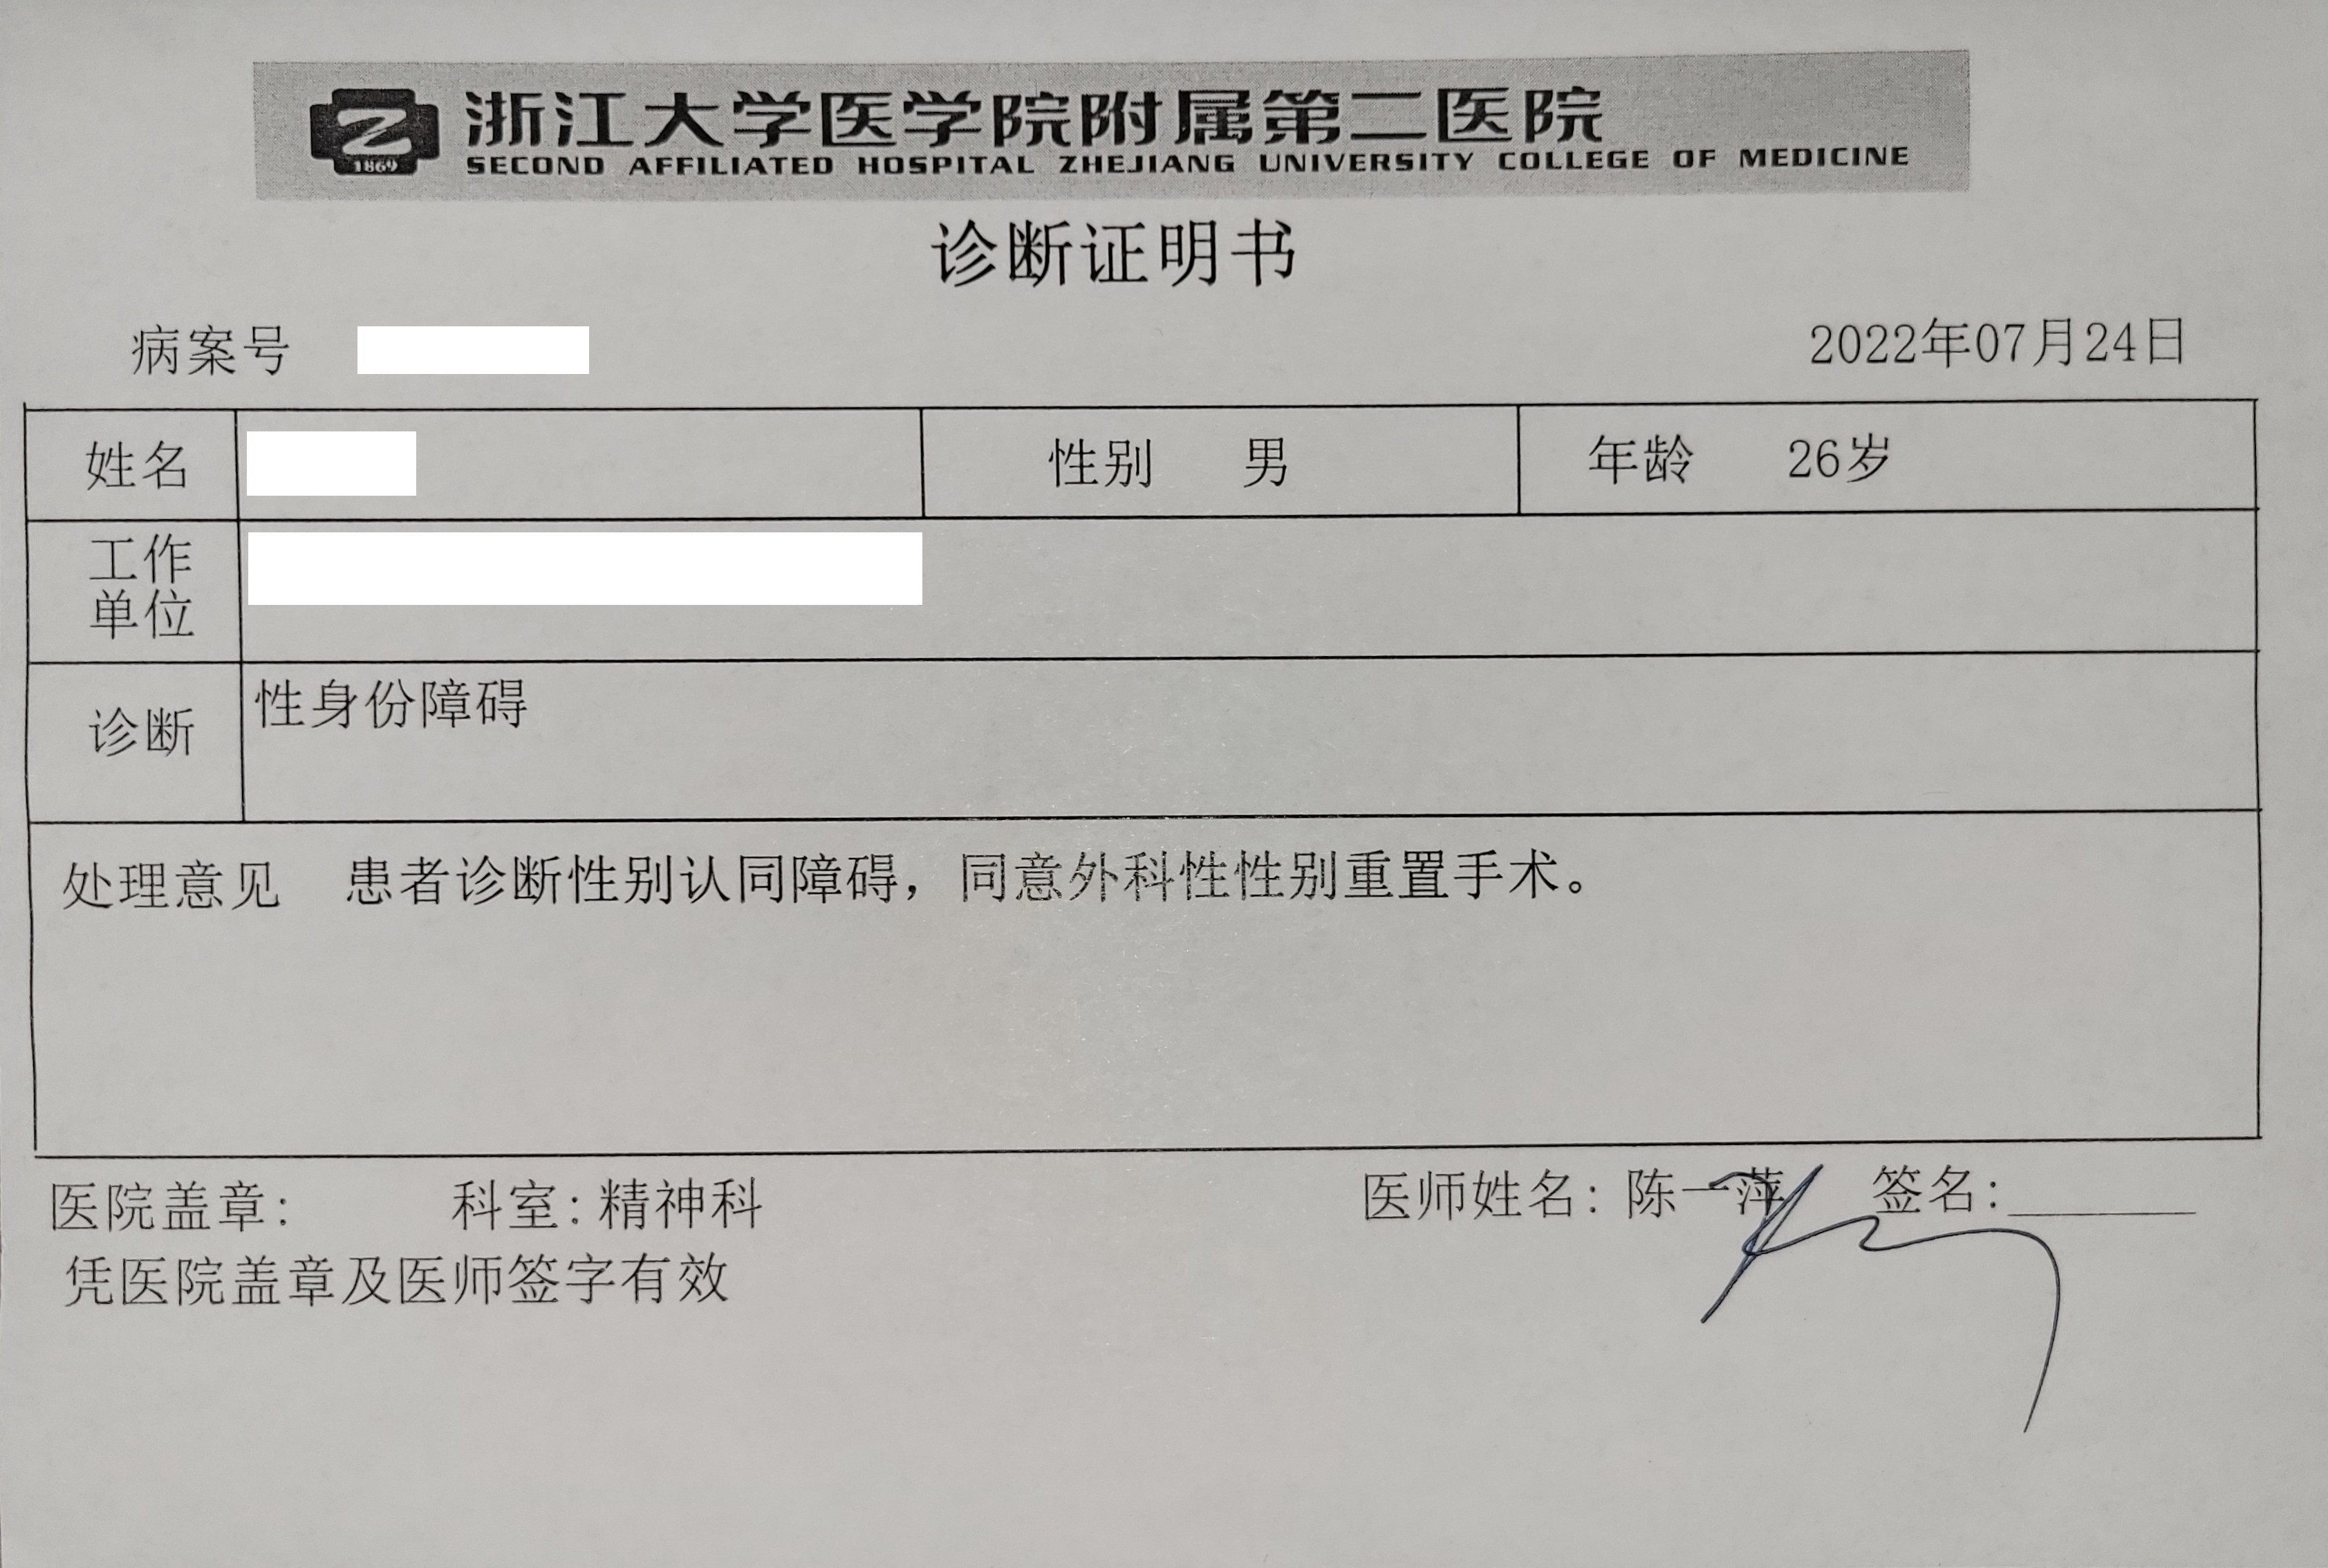 浙江大学医学院附属第二医院
1869
SECOND AFFILIATED HOSPITAL ZHEJIANG UNIVERSITY COLLEGE OF MEDICINE
诊断证明书
病案号 2022年07月24日
姓名 性别 男 年龄 26岁
工作
单位
诊断 性身份障碍
处理意见 患者诊断性别认同障碍，同意外科性性别重置手术。
医院盖章： 科室：精神科 医师姓名：陈一萍 签名：
凭医院盖章及医师签字有效